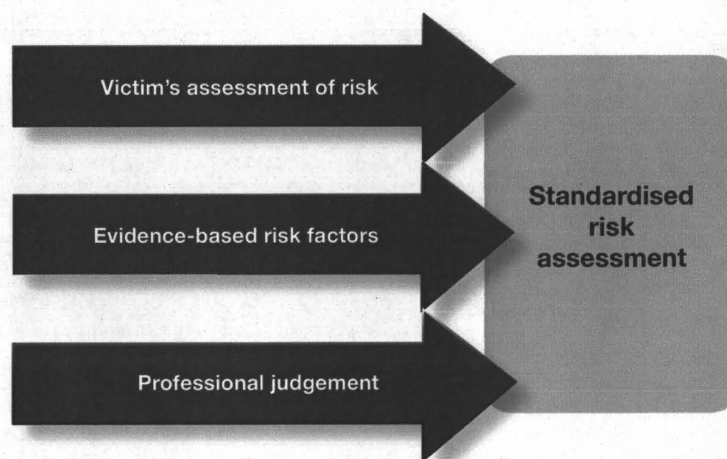 Victim's assessment of risk
Evidence-based risk factors
Professional judgement
Standardised
risk
assessment